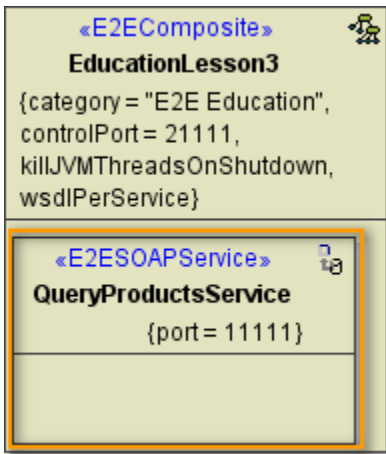 «E2EComposite»
EducationLesson3
{category = "E2E Education",
controlPort = 21111,
killJVMThreadsOnShutdown,
wsdlPerService}
«E2ESOAPService»
QueryProductsService
{port = 11111}